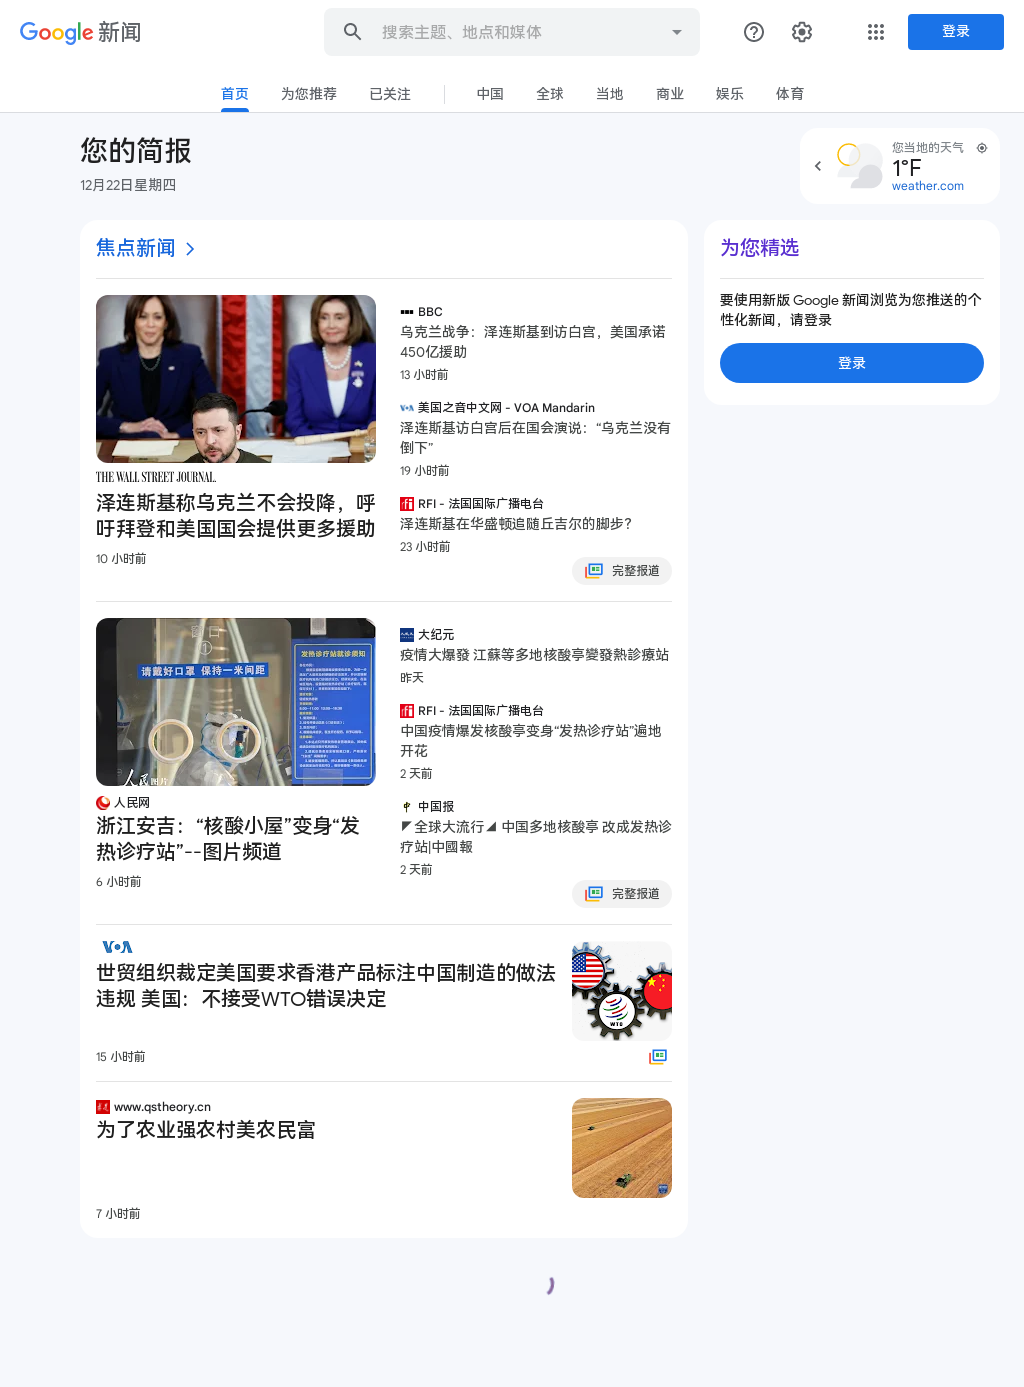 Google 新闻
搜索主题、地点和媒体
登录
首页
为您推荐
已关注
中国
全球
当地
商业
娱乐
体育
您的简报
12月22日星期四
您当地的天气
1°F
weather.com
焦点新闻
THE WALL STREET JOURNAL.
泽连斯基称乌克兰不会投降，呼
吁拜登和美国国会提供更多援助
10 小时前
BBC
乌克兰战争：泽连斯基到访白宫，美国承诺
450亿援助
13 小时前
美国之音中文网 - VOA Mandarin
泽连斯基访白宫后在国会演说：“乌克兰没有
倒下”
19 小时前
RFI - 法国国际广播电台
泽连斯基在华盛顿追随丘吉尔的脚步？
23 小时前
完整报道
请戴好口罩 保持一米间距
发热诊疗站就诊须知
人民
图片
人民网
浙江安吉：“核酸小屋”变身“发
热诊疗站”--图片频道
6 小时前
大纪元
疫情大爆發 江蘇等多地核酸亭變發熱診療站
昨天
RFI - 法国国际广播电台
中国疫情爆发核酸亭变身“发热诊疗站”遍地
开花
2 天前
中国报
◤全球大流行◢ 中国多地核酸亭 改成发热诊
疗站|中國報
2 天前
完整报道
VOA
世贸组织裁定美国要求香港产品标注中国制造的做法
违规 美国：不接受WTO错误决定
15 小时前
WTO
www.qstheory.cn
为了农业强农村美农民富
7 小时前
为您精选
要使用新版 Google 新闻浏览为您推送的个
性化新闻，请登录
登录